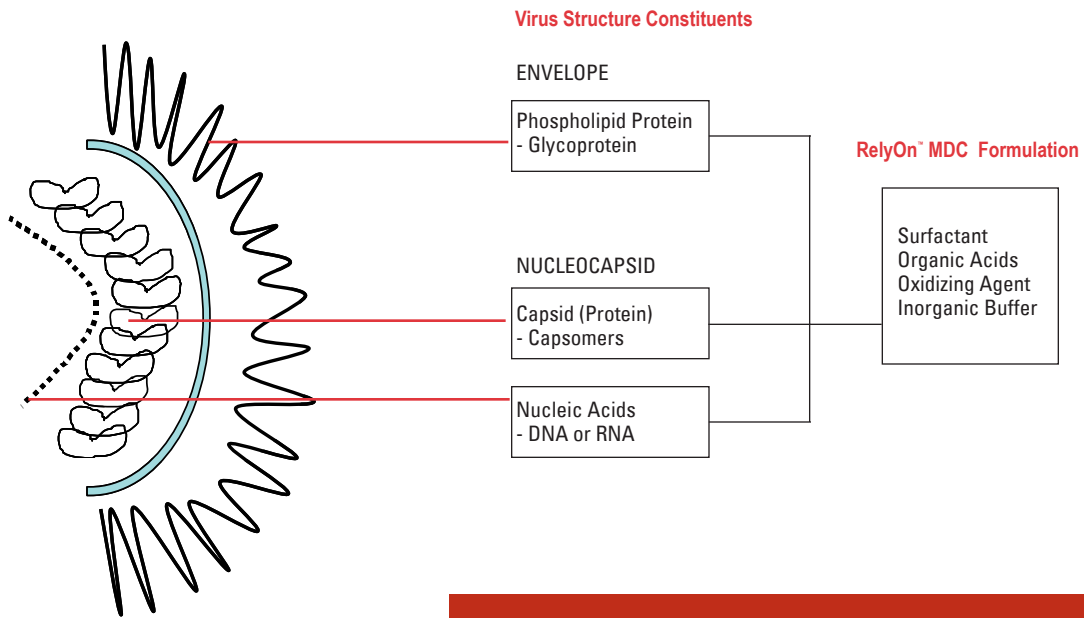 Virus Structure Constituents
ENVELOPE
Phospholipid Protein
- Glycoprotein
NUCLEOCAPSID
Capsid (Protein)
- Capsomers
Nucleic Acids
- DNA or RNA
RelyOn™ MDC Formulation
Surfactant
Organic Acids
Oxidizing Agent
Inorganic Buffer